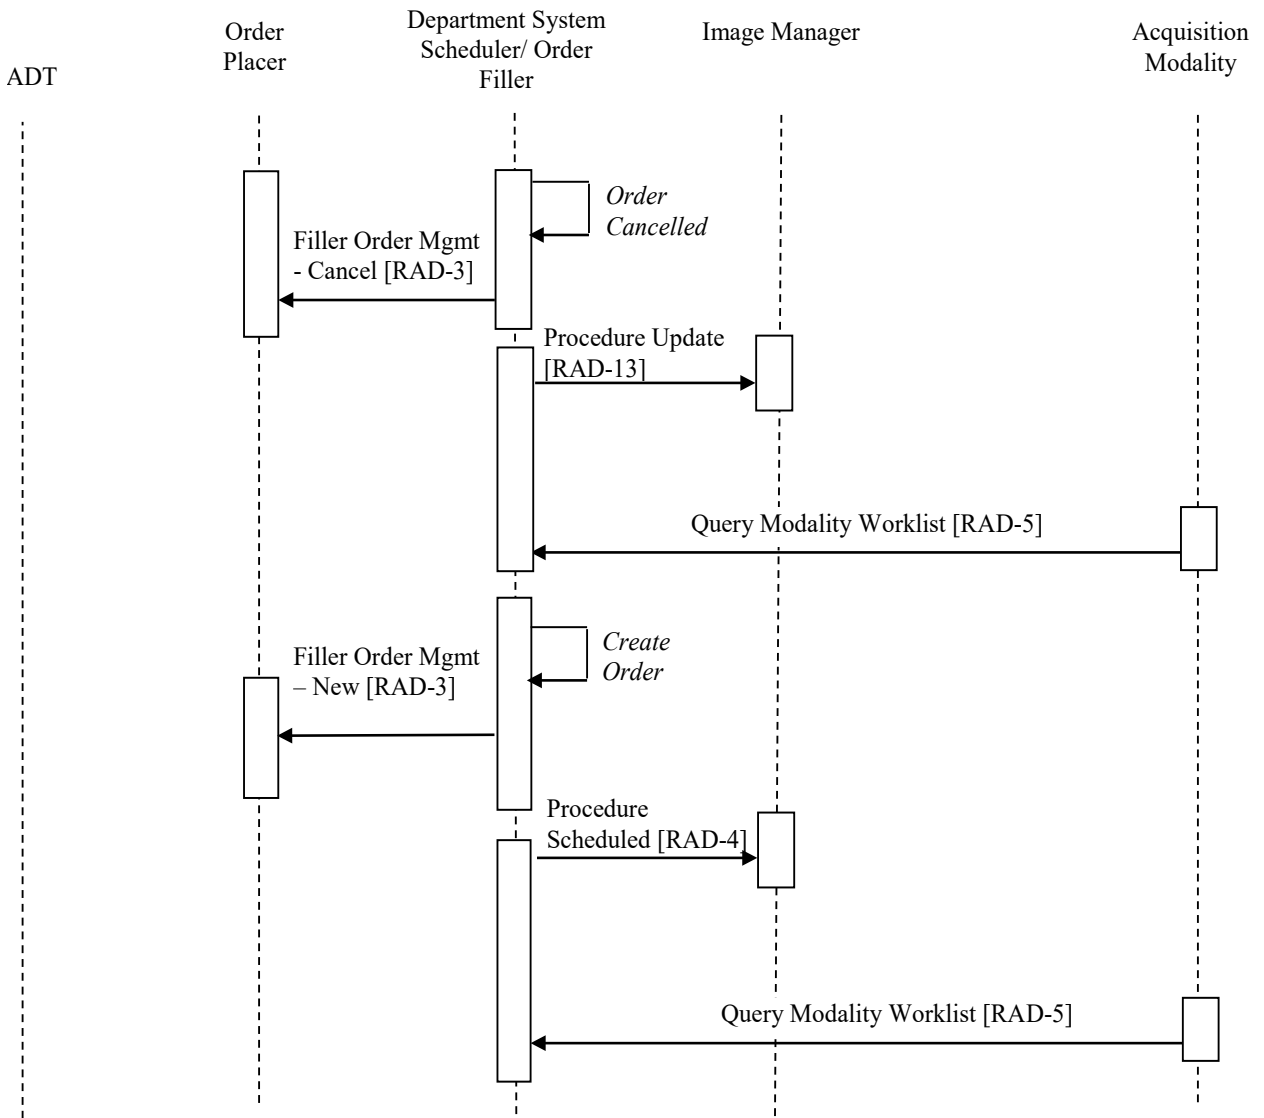 ADT
Order
Placer
Department System
Scheduler/ Order
Filler
Image Manager
Acquisition
Modality
Order
Cancelled
Filler Order Mgmt
- Cancel [RAD-3]
Procedure Update
[RAD-13]
Query Modality Worklist [RAD-5]
Create
Order
Filler Order Mgmt
– New [RAD-3]
Procedure
Scheduled [RAD-4]
Query Modality Worklist [RAD-5]